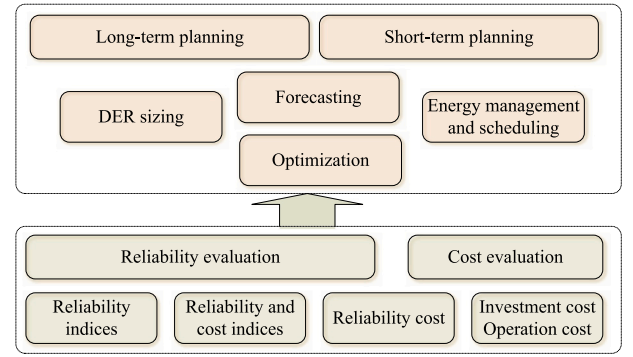 Long-term planning
Short-term planning
Forecasting
DER sizing
Energy management
and scheduling
Optimization
Reliability evaluation
Cost evaluation
Reliability
indices
Reliability and
cost indices
Reliability cost
Investment cost
Operation cost